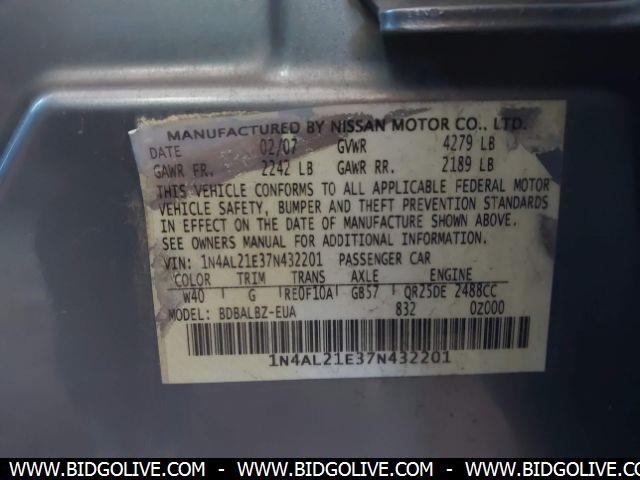 MANUFACTURED BY NISSAN MOTOR CO., LTD.
DATE 02/07 GVWR 4279 LB
GAWR FR. 2242 LB GAWR RR. 2189 LB
THIS VEHICLE CONFORMS TO ALL APPLICABLE FEDERAL MOTOR
VEHICLE SAFETY, BUMPER AND THEFT PREVENTION STANDARDS
IN EFFECT ON THE DATE OF MANUFACTURE SHOWN ABOVE.
SEE OWNERS MANUAL FOR ADDITIONAL INFORMATION.
VIN: 1N4AL21E37N432201 PASSENGER CAR
COLOR TRIM TRANS AXLE ENGINE
W40 G RE0F10A GB57 QR25DE 2488CC
MODEL: BDBALBZ-EUA 832 0Z000
1N4AL21E37N432201
WWW.BIDGOLIVE.COM - WWW.BIDGOLIVE.COM - WWW.BIDGOLIVE.COM